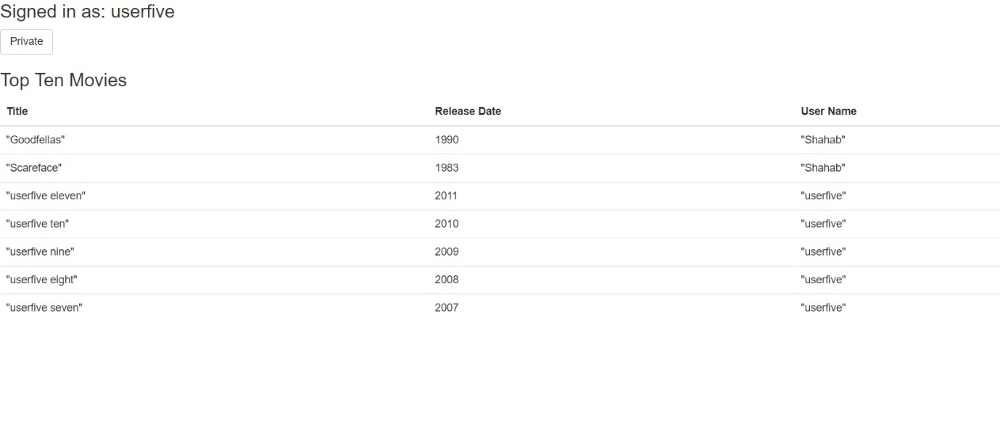 Signed in as: userfive
Private
Top Ten Movies
Title Release Date User Name
"Goodfellas" 1990 "Shahab"
"Scareface" 1983 "Shahab"
"userfive eleven" 2011 "userfive"
"userfive ten" 2010 "userfive"
"userfive nine" 2009 "userfive"
"userfive eight" 2008 "userfive"
"userfive seven" 2007 "userfive"